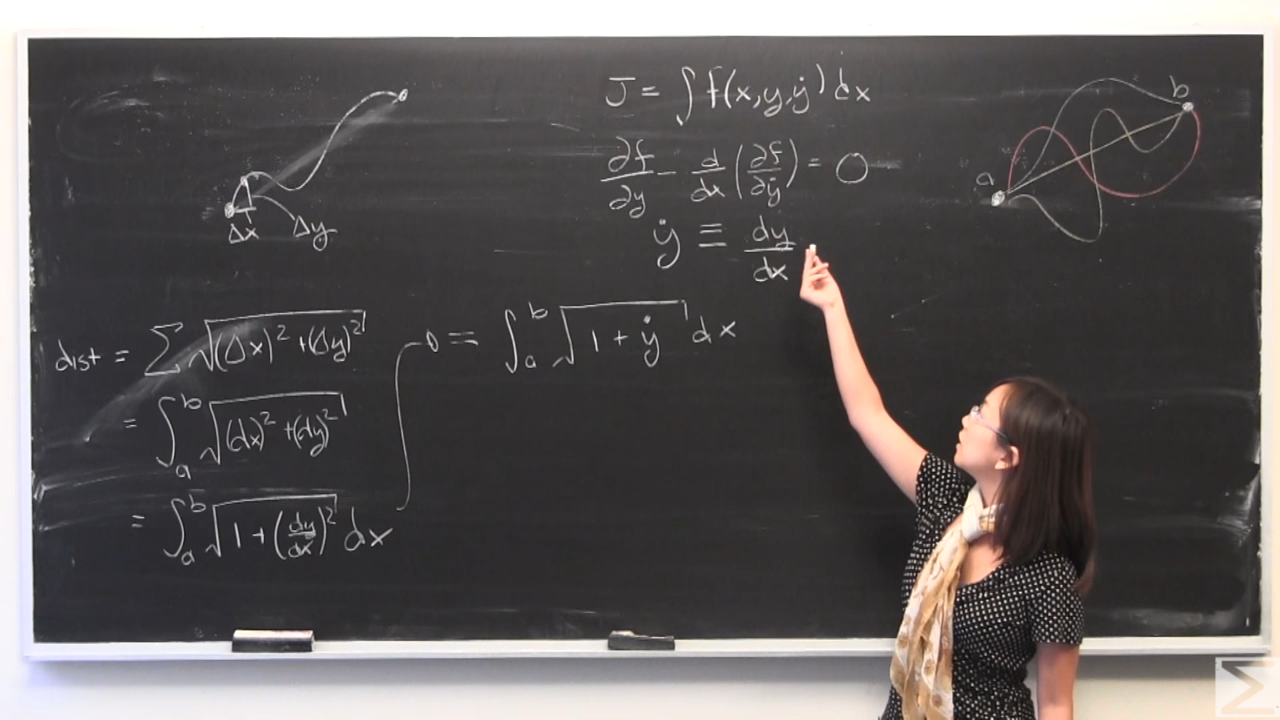 J = ∫ f(x, y, ẏ) dx
∂f/∂y - d/dx (∂f/∂ẏ) = 0
ẏ ≡ dy/dx
a
b
Δx
Δy
dist = Σ √((Δx)² + (Δy)²)
= ∫ₐᵇ √((dx)² + (dy)²)
= ∫ₐᵇ √(1 + (dy/dx)²) dx
= ∫ₐᵇ √(1 + ẏ) dx
Σ